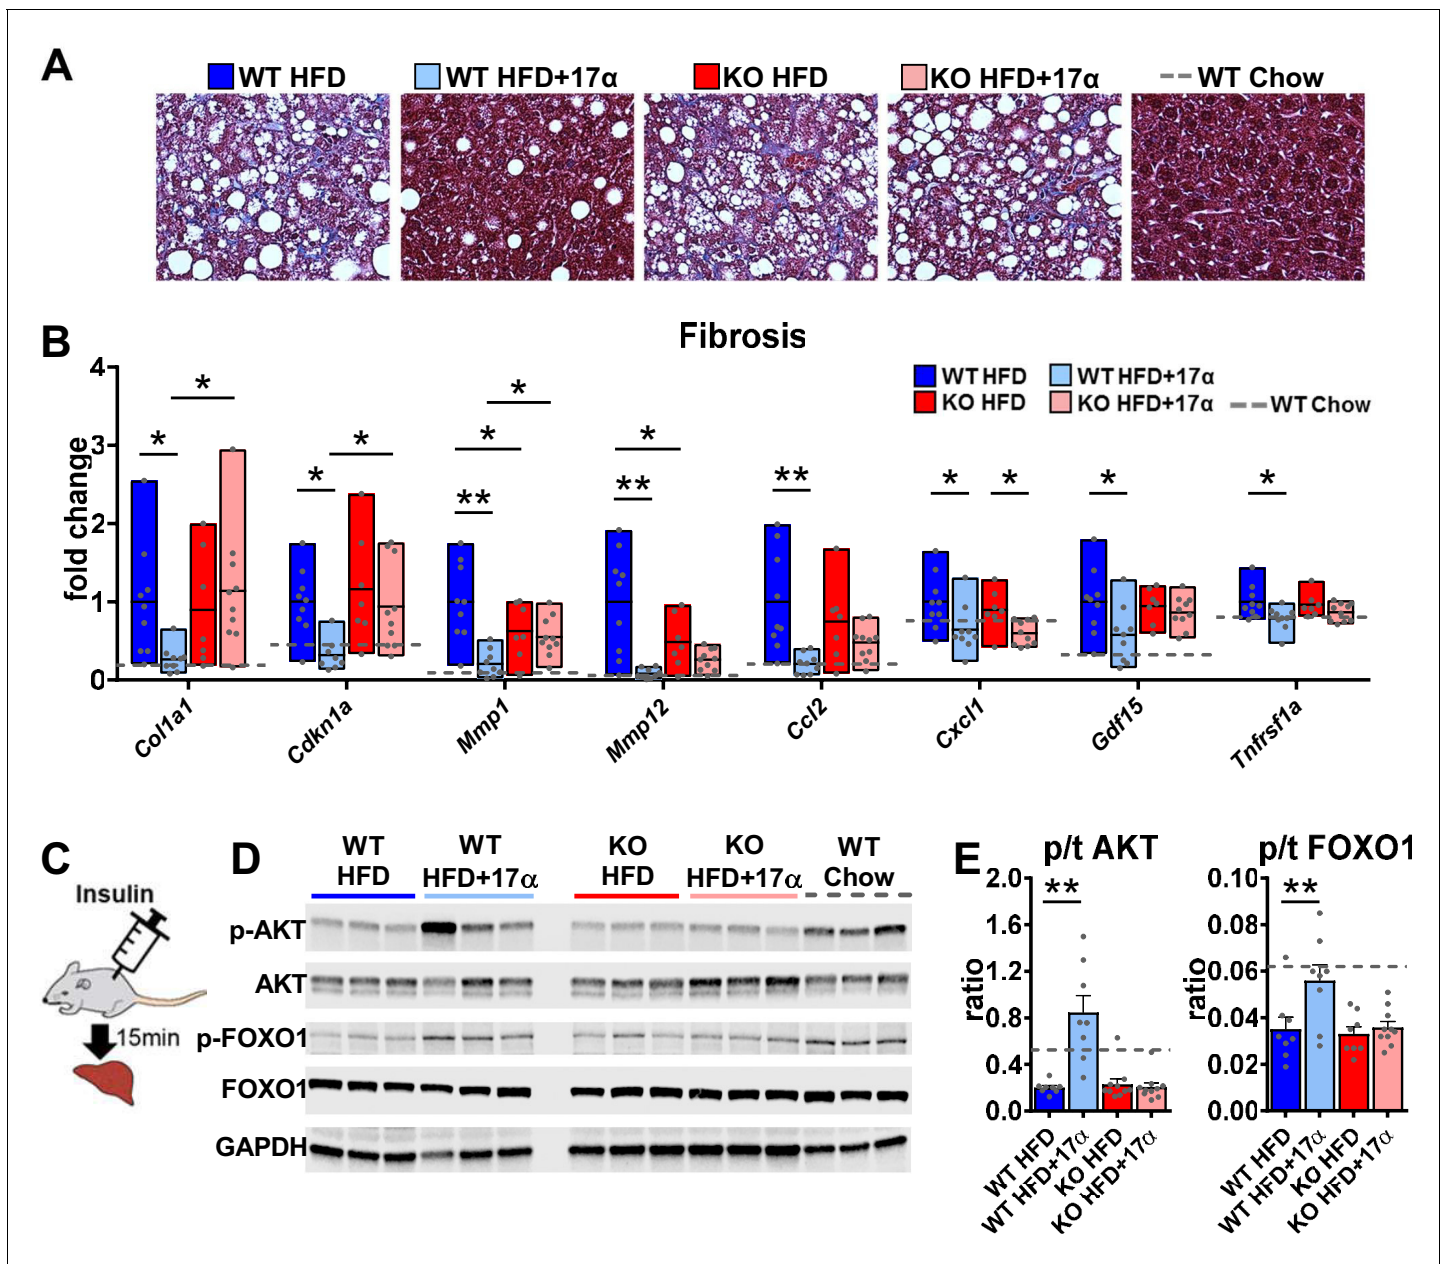 A
WT HFD
WT HFD+17α
KO HFD
KO HFD+17α
WT Chow
B
Fibrosis
fold change
4
3
2
1
0
WT HFD
WT HFD+17α
KO HFD
KO HFD+17α
WT Chow
*
*
*
*
**
*
*
**
*
**
*
*
*
*
Col1a1
Cdkn1a
Mmp1
Mmp12
Ccl2
Cxcl1
Gdf15
Tnfrsf1a
C
Insulin
15min
D
WT HFD
WT HFD+17α
KO HFD
KO HFD+17α
WT Chow
p-AKT
AKT
p-FOXO1
FOXO1
GAPDH
E
p/t AKT
ratio
2.0
1.6
1.2
0.8
0.4
0.0
**
WT HFD
WT HFD+17α
KO HFD
KO HFD+17α
p/t FOXO1
ratio
0.10
0.08
0.06
0.04
0.02
0.00
**
WT HFD
WT HFD+17α
KO HFD
KO HFD+17α